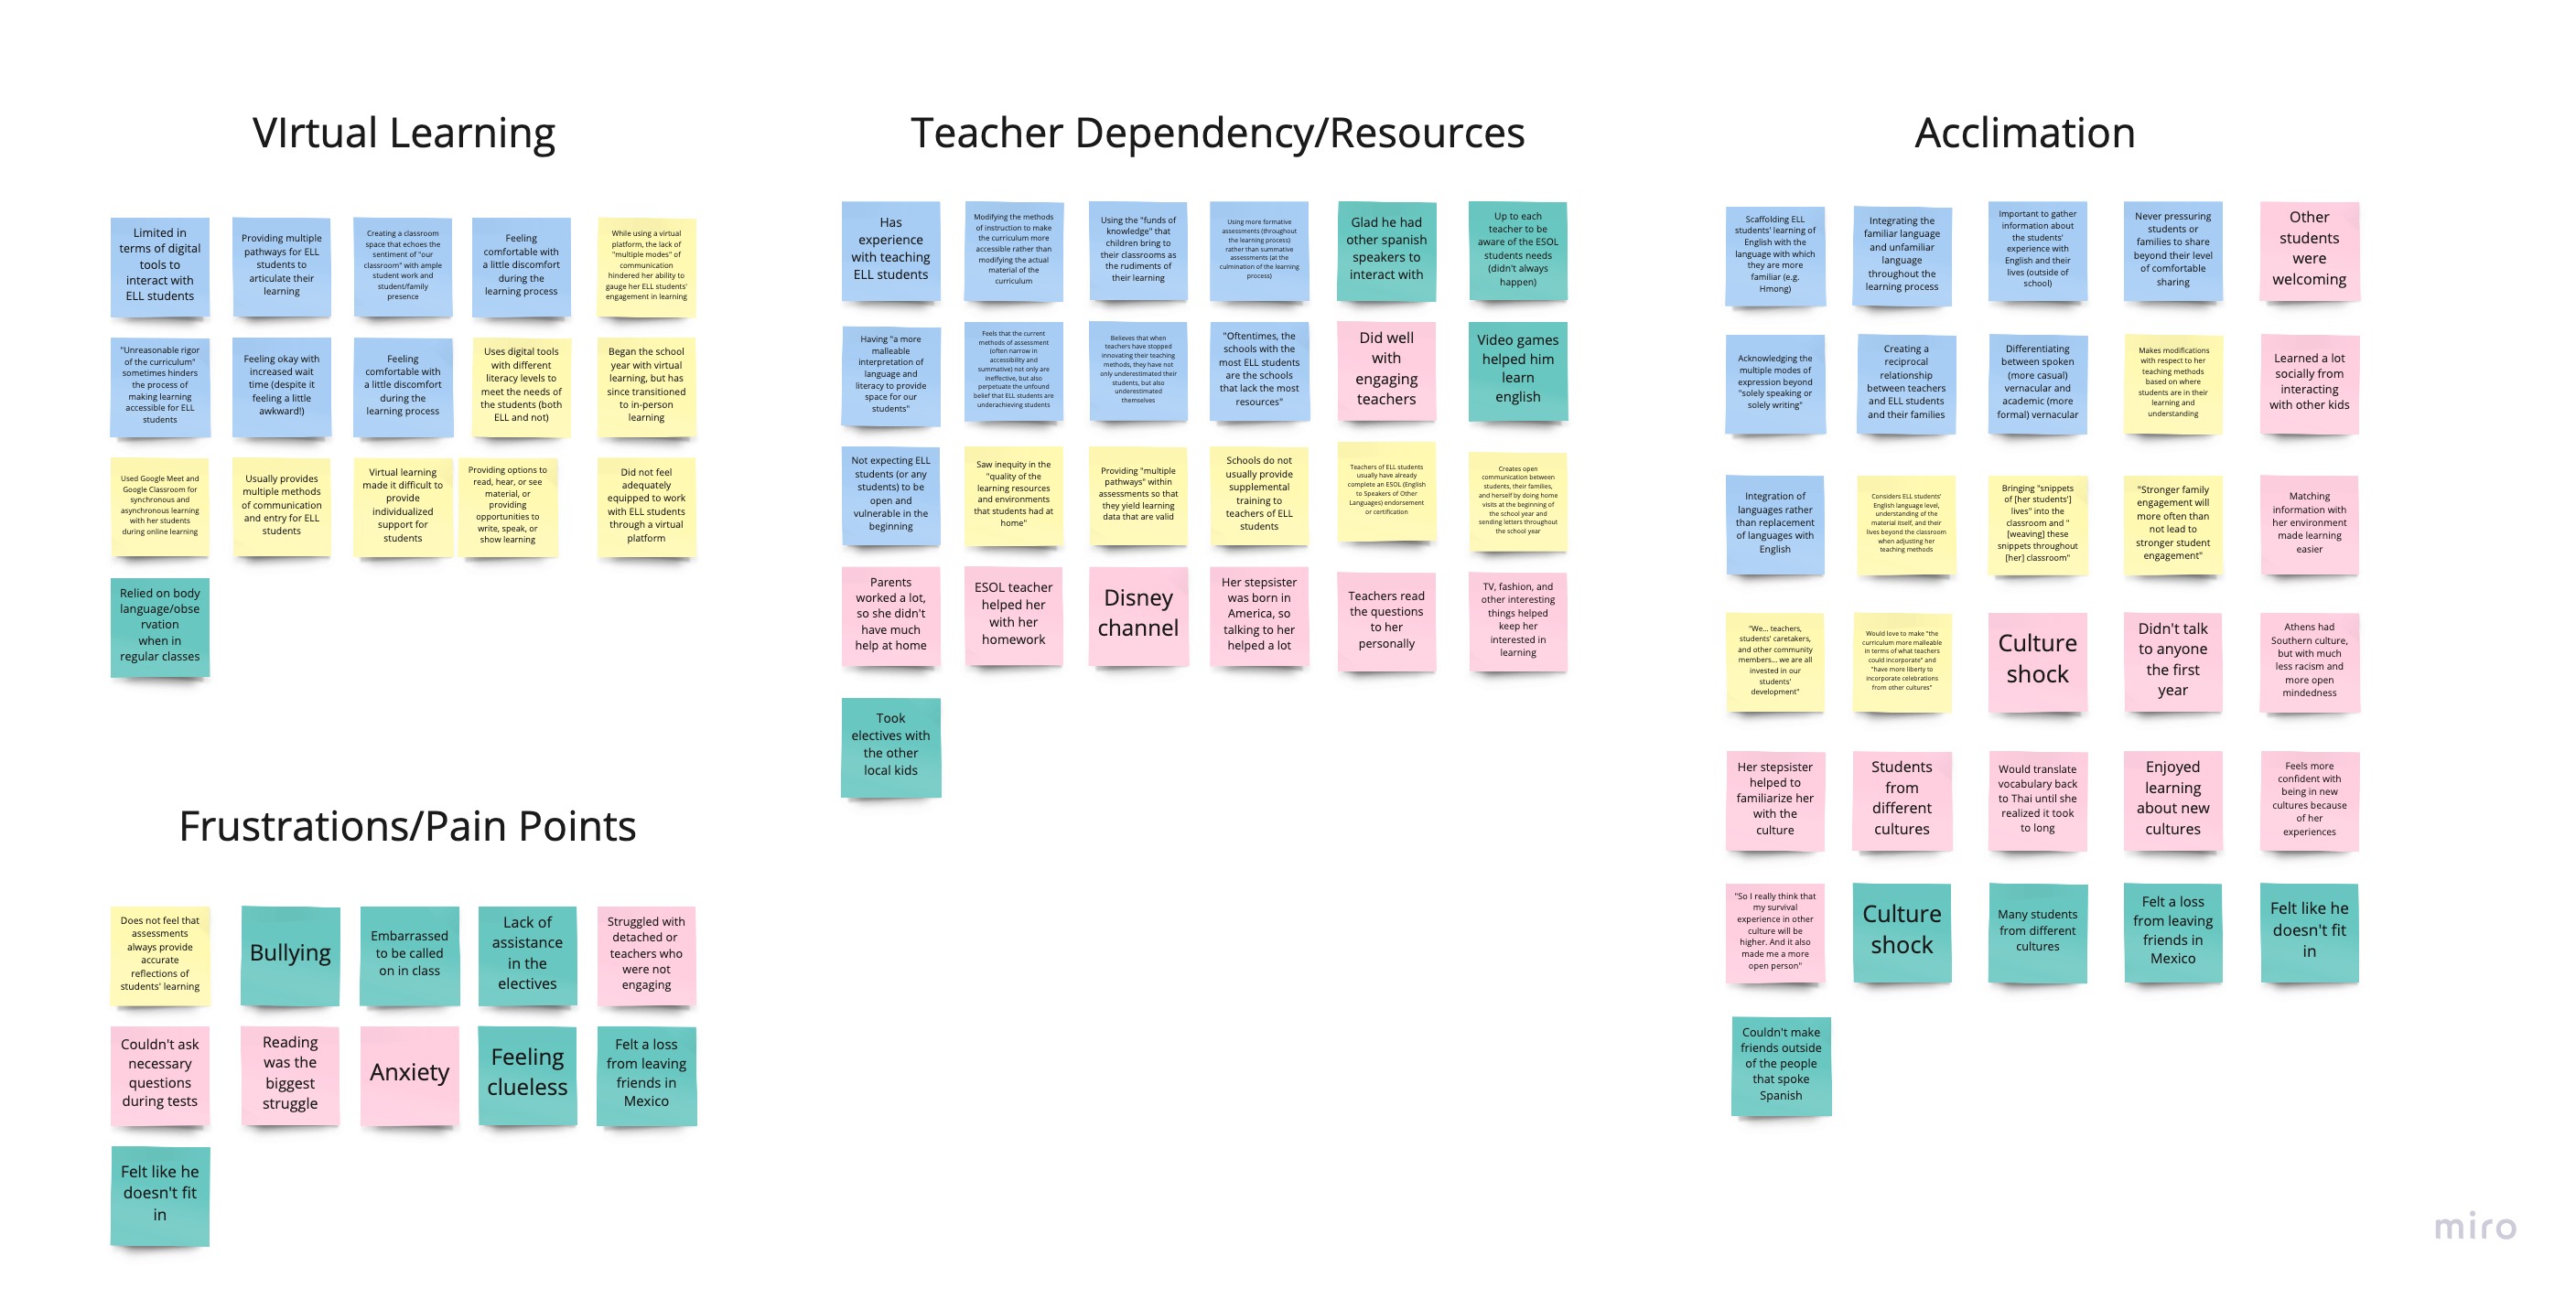 VIrtual Learning
Limited in
terms of digital
tools to
interact with
ELL students
Providing multiple
pathways for ELL
students to
articulate their
learning
Creating a classroom
space that echoes the
sentiment of "our
classroom" with ample
student work and
student/family
presence
Feeling
comfortable with
a little discomfort
during the
learning process
While using a virtual
platform, the lack of
"multiple modes" of
communication
hindered her ability to
gauge her ELL students'
engagement in learning
"Unreasonable rigor
of the curriculum"
sometimes hinders
the process of
making learning
accessible for ELL
students
Feeling okay with
increased wait
time (despite it
feeling a little
awkward!)
Feeling
comfortable with
a little discomfort
during the
learning process
Uses digital tools
with different
literacy levels to
meet the needs of
the students (both
ELL and not)
Began the school
year with virtual
learning, but has
since transitioned
to in-person
learning
Used Google Meet and
Google Classroom for
synchronous and
asynchronous learning
with her students
during online learning
Usually provides
multiple methods
of communication
and entry for ELL
students
Virtual learning
made it difficult to
provide
individualized
support for
students
Providing options to
read, hear, or see
material, or
providing
opportunities to
write, speak, or
show learning
Did not feel
adequately
equipped to work
with ELL students
through a virtual
platform
Relied on body
language/obse
rvation
when in
regular classes
Frustrations/Pain Points
Does not feel that
assessments
always provide
accurate
reflections of
students' learning
Bullying
Embarrassed
to be called
on in class
Lack of
assistance
in the
electives
Struggled with
detached or
teachers who
were not
engaging
Couldn't ask
necessary
questions
during tests
Reading
was the
biggest
struggle
Anxiety
Feeling
clueless
Felt a loss
from leaving
friends in
Mexico
Felt like he
doesn't fit
in
Teacher Dependency/Resources
Has
experience
with teaching
ELL students
Modifying the methods
of instruction to make
the curriculum more
accessible rather than
modifying the actual
material of the
curriculum
Using the "funds of
knowledge" that
children bring to
their classrooms as
the rudiments of
their learning
Using more formative
assessments (throughout
the learning process)
rather than summative
assessments (at the
culmination of the learning
process)
Glad he had
other spanish
speakers to
interact with
Up to each
teacher to be
aware of the ESOL
students needs
(didn't always
happen)
Having "a more
malleable
interpretation of
language and
literacy to provide
space for our
students"
Feels that the current
methods of assessment
(often narrow in
accessibility and
summative) not only are
ineffective, but also
perpetuate the unfound
belief that ELL students are
underachieving students
Believes that when
teachers have stopped
innovating their teaching
methods, they have not
only underestimated their
students, but also
underestimated
themselves
"Oftentimes, the
schools with the
most ELL students
are the schools
that lack the most
resources"
Did well
with
engaging
teachers
Video games
helped him
learn
english
Not expecting ELL
students (or any
students) to be
open and
vulnerable in the
beginning
Saw inequity in the
"quality of the
learning resources
and environments
that students had at
home"
Providing "multiple
pathways" within
assessments so that
they yield learning
data that are valid
Schools do not
usually provide
supplemental
training to
teachers of ELL
students
Teachers of ELL students
usually have already
complete an ESOL (English
to Speakers of Other
Languages) endorsement
or certification
Creates open
communication between
students, their families,
and herself by doing home
visits at the beginning of
the school year and
sending letters throughout
the school year
Parents
worked a lot,
so she didn't
have much
help at home
ESOL teacher
helped her
with her
homework
Disney
channel
Her stepsister
was born in
America, so
talking to her
helped a lot
Teachers read
the questions
to her
personally
TV, fashion, and
other interesting
things helped
keep her
interested in
learning
Took
electives with
the other
local kids
Acclimation
Scaffolding ELL
students' learning of
English with the
language with which
they are more
familiar (e.g.
Hmong)
Integrating the
familiar language
and unfamiliar
language
throughout the
learning process
Important to gather
information about
the students'
experience with
English and their
lives (outside of
school)
Never pressuring
students or
families to share
beyond their level
of comfortable
sharing
Other
students
were
welcoming
Acknowledging the
multiple modes of
expression beyond
"solely speaking or
solely writing"
Creating a
reciprocal
relationship
between teachers
and ELL students
and their families
Differentiating
between spoken
(more casual)
vernacular and
academic (more
formal) vernacular
Makes modifications
with respect to her
teaching methods
based on where
students are in their
learning and
understanding
Learned a lot
socially from
interacting
with other kids
Integration of
languages rather
than replacement
of languages with
English
Considers ELL students'
English language level,
understanding of the
material itself, and their
lives beyond the classroom
when adjusting her
teaching methods
Bringing "snippets
of [her students']
lives" into the
classroom and "
[weaving] these
snippets throughout
[her] classroom"
"Stronger family
engagement will
more often than
not lead to
stronger student
engagement"
Matching
information with
her environment
made learning
easier
"We... teachers,
students' caretakers,
and other community
members... we are all
invested in our
students'
development"
Would love to make "the
curriculum more malleable
in terms of what teachers
could incorporate" and
"have more liberty to
incorporate celebrations
from other cultures"
Culture
shock
Didn't talk
to anyone
the first
year
Athens had
Southern culture,
but with much
less racism and
more open
mindedness
Her stepsister
helped to
familiarize her
with the
culture
Students
from
different
cultures
Would translate
vocabulary back
to Thai until she
realized it took
to long
Enjoyed
learning
about new
cultures
Feels more
confident with
being in new
cultures because
of her
experiences
"So I really think that
my survival
experience in other
culture will be
higher. And it also
made me a more
open person"
Culture
shock
Many students
from different
cultures
Felt a loss
from leaving
friends in
Mexico
Felt like he
doesn't fit
in
Couldn't make
friends outside
of the people
that spoke
Spanish
miro